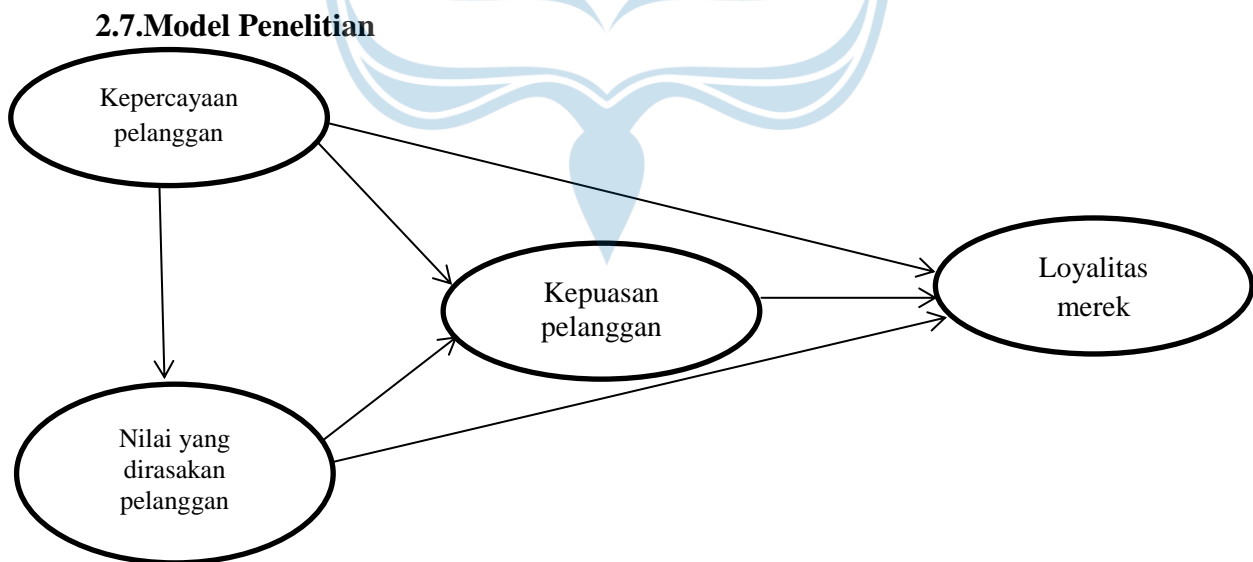 2.7.Model Penelitian
Kepercayaan
pelanggan
Kepuasan
pelanggan
Loyalitas
merek
Nilai yang
dirasakan
pelanggan